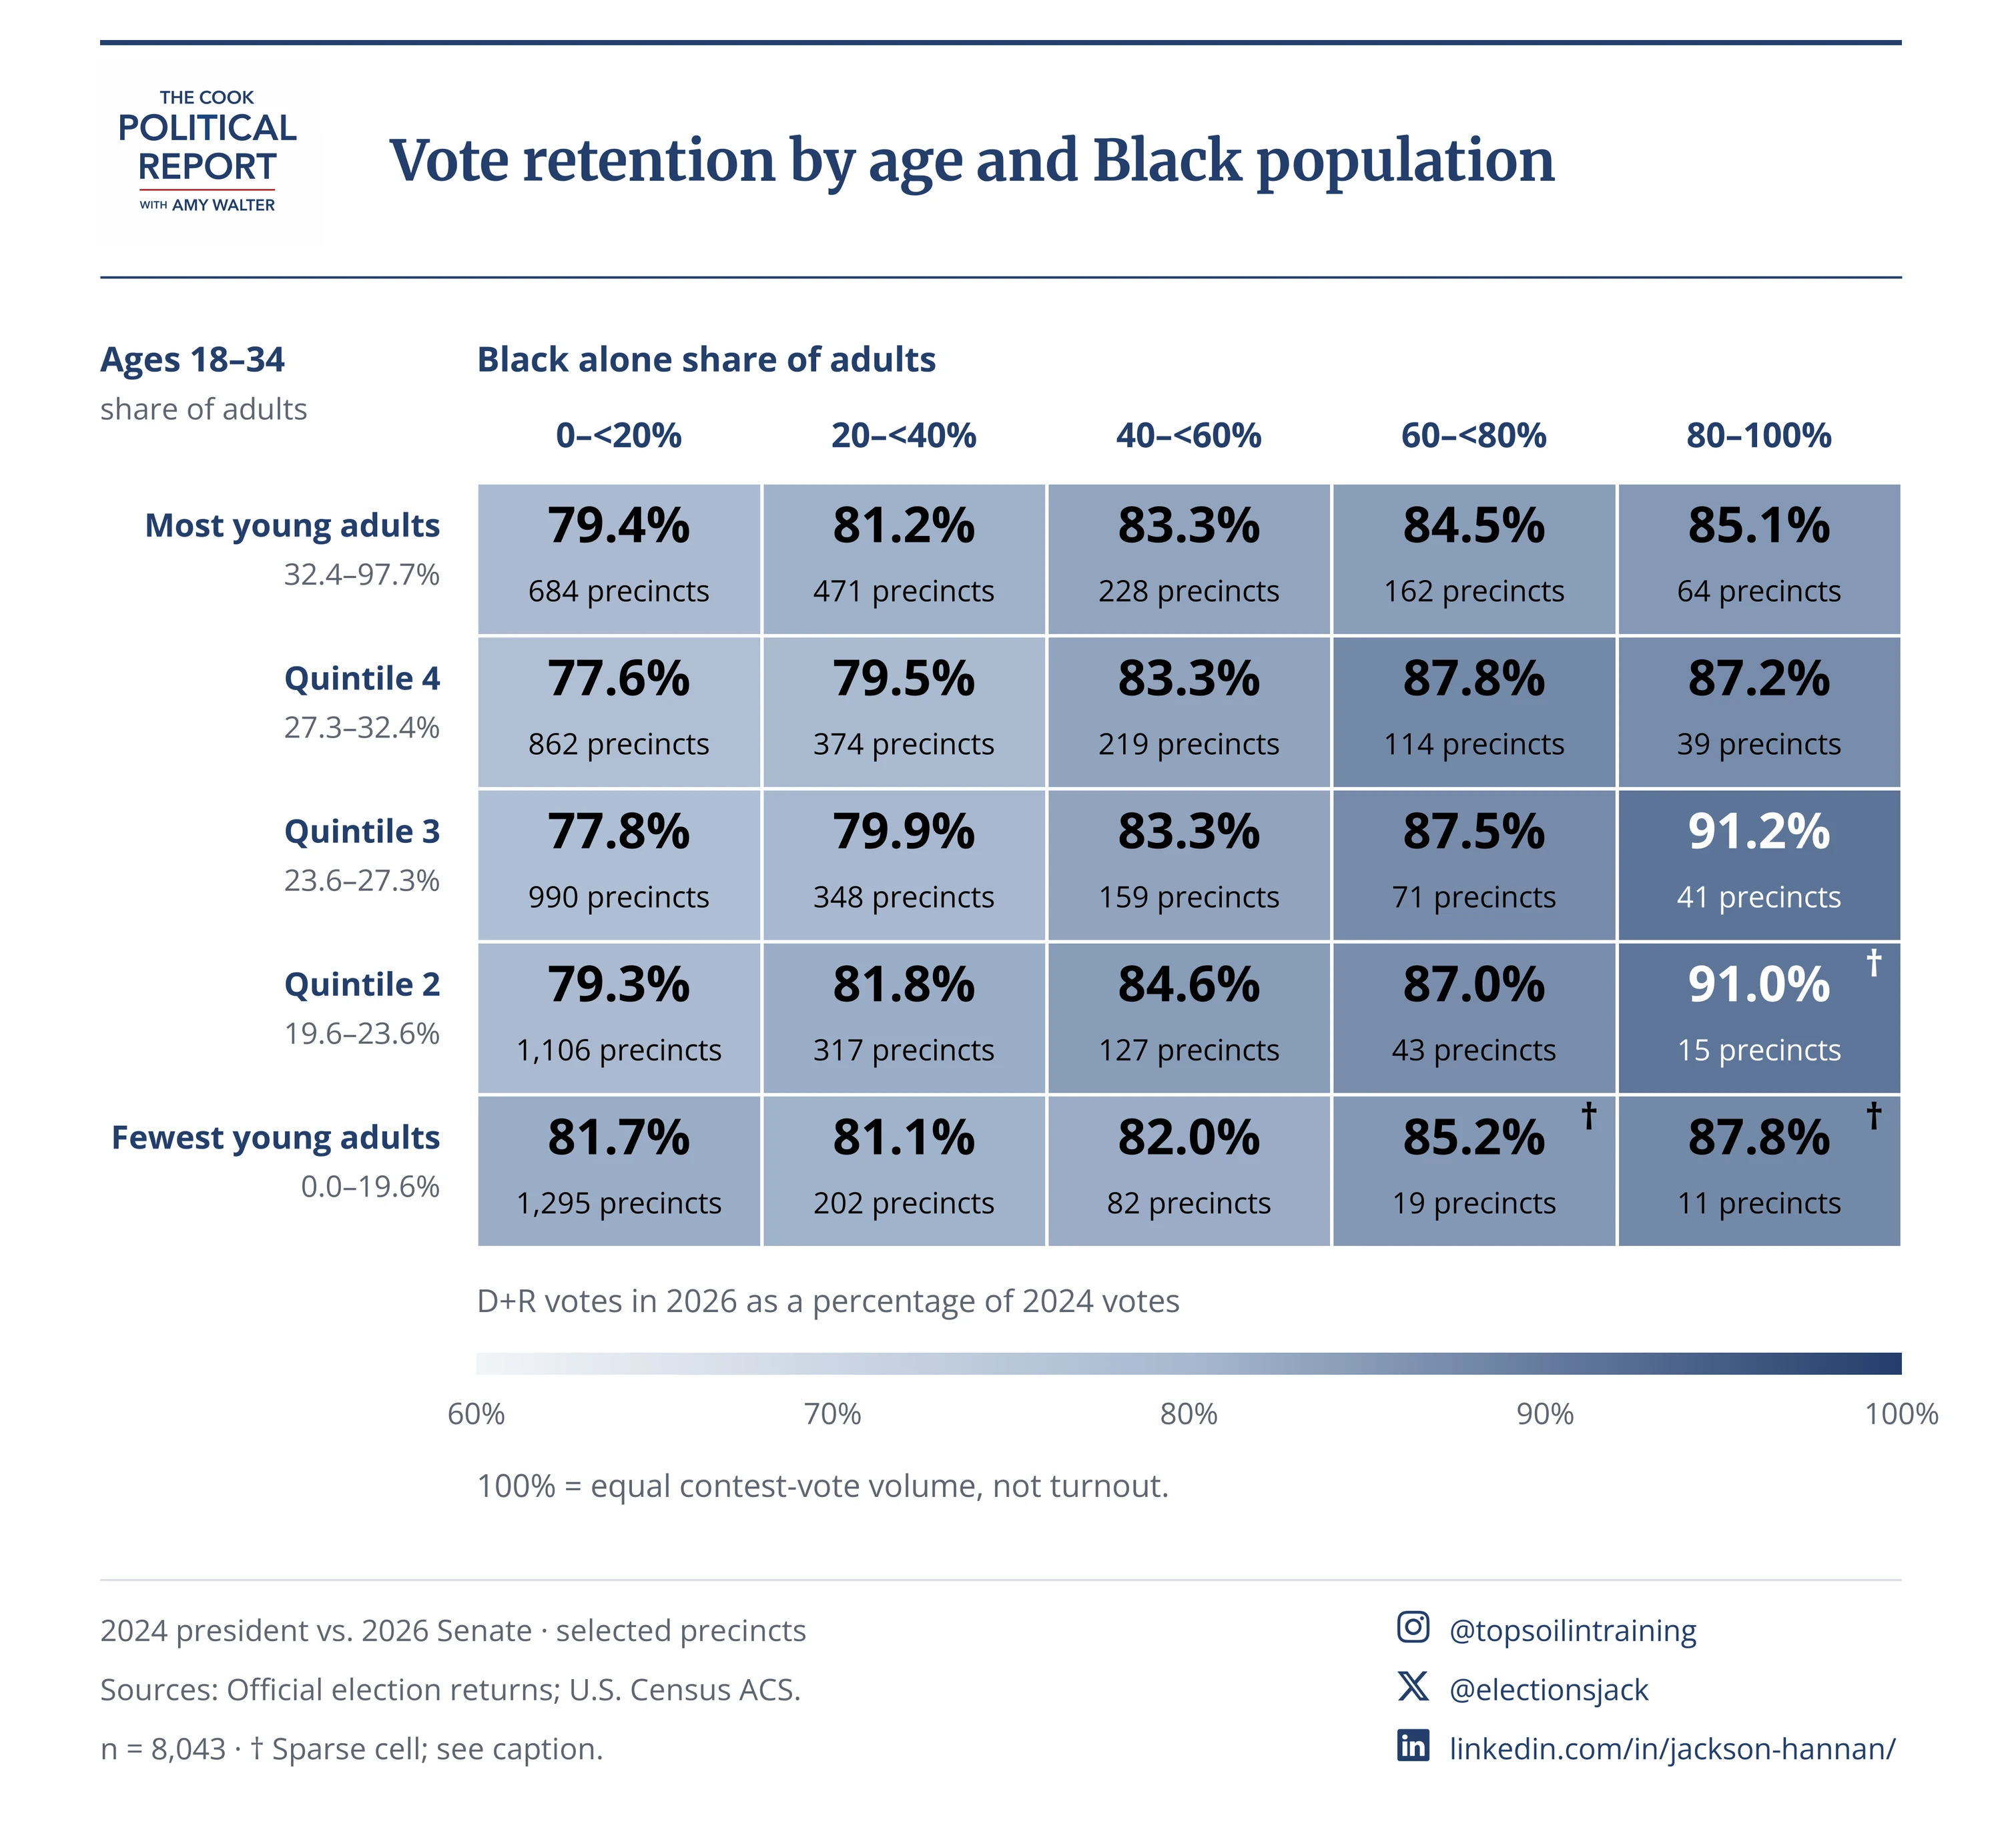 THE COOK
POLITICAL
REPORT
WITH AMY WALTER
Vote retention by age and Black population
Ages 18–34
share of adults
Black alone share of adults
0–<20% 20–<40% 40–<60% 60–<80% 80–100%
Most young adults 79.4% 81.2% 83.3% 84.5% 85.1%
32.4–97.7% 684 precincts 471 precincts 228 precincts 162 precincts 64 precincts
Quintile 4 77.6% 79.5% 83.3% 87.8% 87.2%
27.3–32.4% 862 precincts 374 precincts 219 precincts 114 precincts 39 precincts
Quintile 3 77.8% 79.9% 83.3% 87.5% 91.2%
23.6–27.3% 990 precincts 348 precincts 159 precincts 71 precincts 41 precincts
Quintile 2 79.3% 81.8% 84.6% 87.0% 91.0% †
19.6–23.6% 1,106 precincts 317 precincts 127 precincts 43 precincts 15 precincts
Fewest young adults 81.7% 81.1% 82.0% 85.2% † 87.8% †
0.0–19.6% 1,295 precincts 202 precincts 82 precincts 19 precincts 11 precincts
D+R votes in 2026 as a percentage of 2024 votes
60% 70% 80% 90% 100%
100% = equal contest-vote volume, not turnout.
2024 president vs. 2026 Senate · selected precincts
Sources: Official election returns; U.S. Census ACS.
n = 8,043 · † Sparse cell; see caption.
@topsoilintraining
@electionsjack
linkedin.com/in/jackson-hannan/